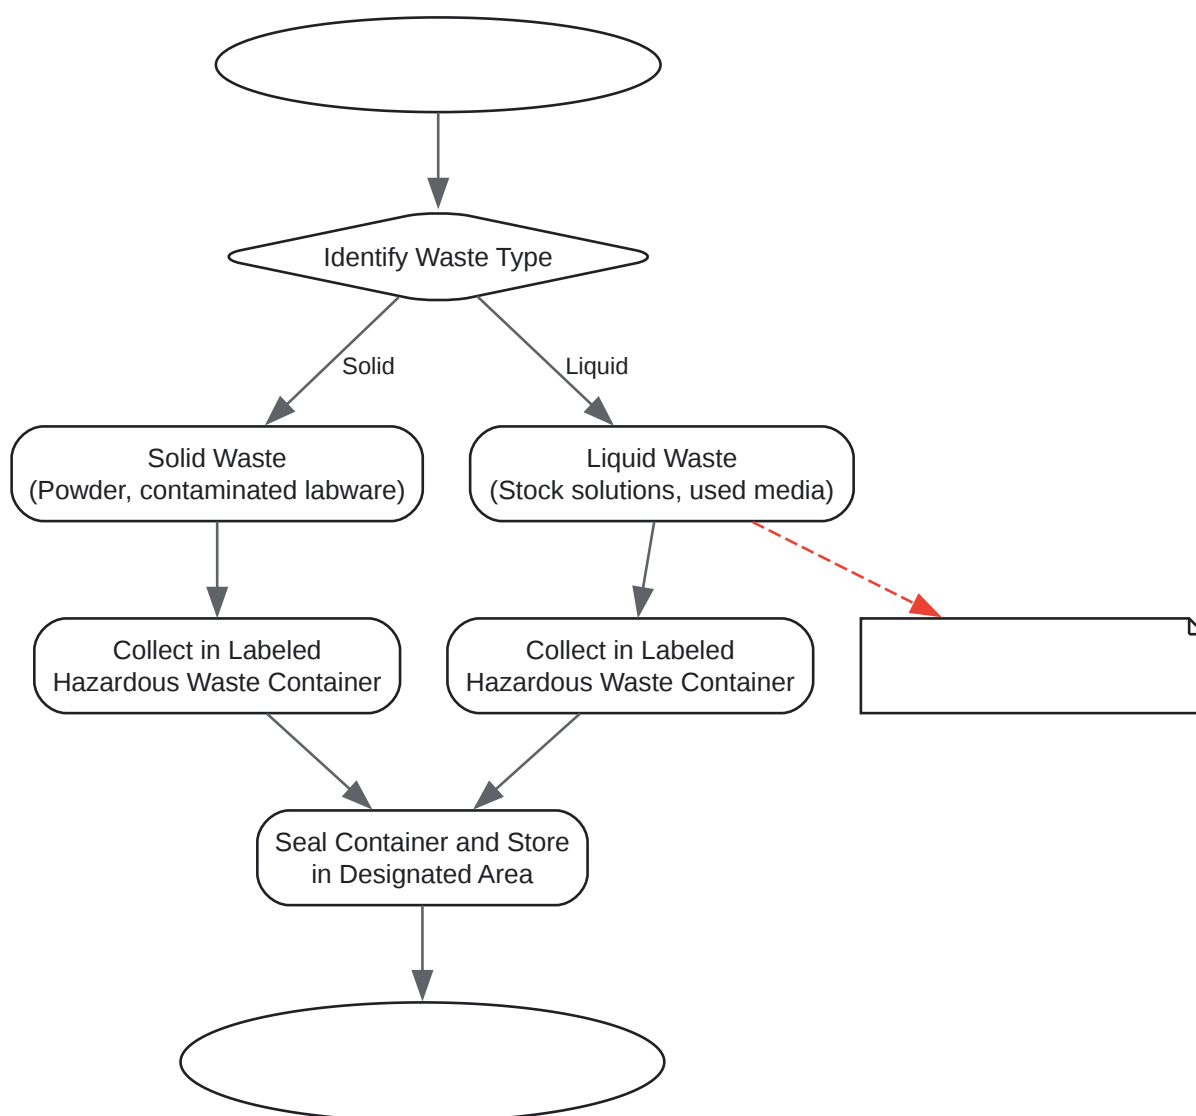 Identify Waste Type
Solid
Liquid
Solid Waste
(Powder, contaminated labware)
Liquid Waste
(Stock solutions, used media)
Collect in Labeled
Hazardous Waste Container
Collect in Labeled
Hazardous Waste Container
Seal Container and Store
in Designated Area